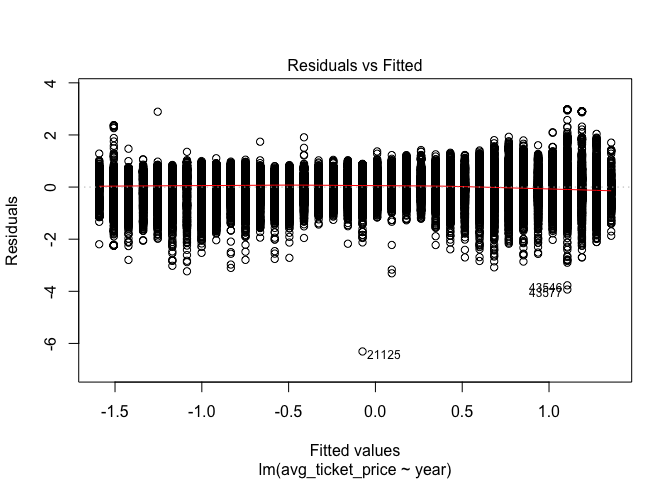 Residuals vs Fitted
Residuals
4
2
0
-2
-4
-6
43546
43577
21125
-1.5 -1.0 -0.5 0.0 0.5 1.0
Fitted values
lm(avg_ticket_price ~ year)